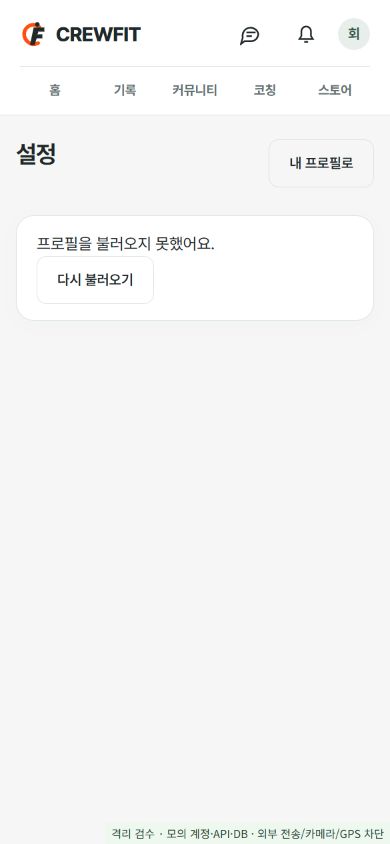 CREWFIT
회
홈 기록 커뮤니티 코칭 스토어
설정
내 프로필로
프로필을 불러오지 못했어요.
다시 불러오기
격리 검수 · 모의 계정·API·DB · 외부 전송/카메라/GPS 차단